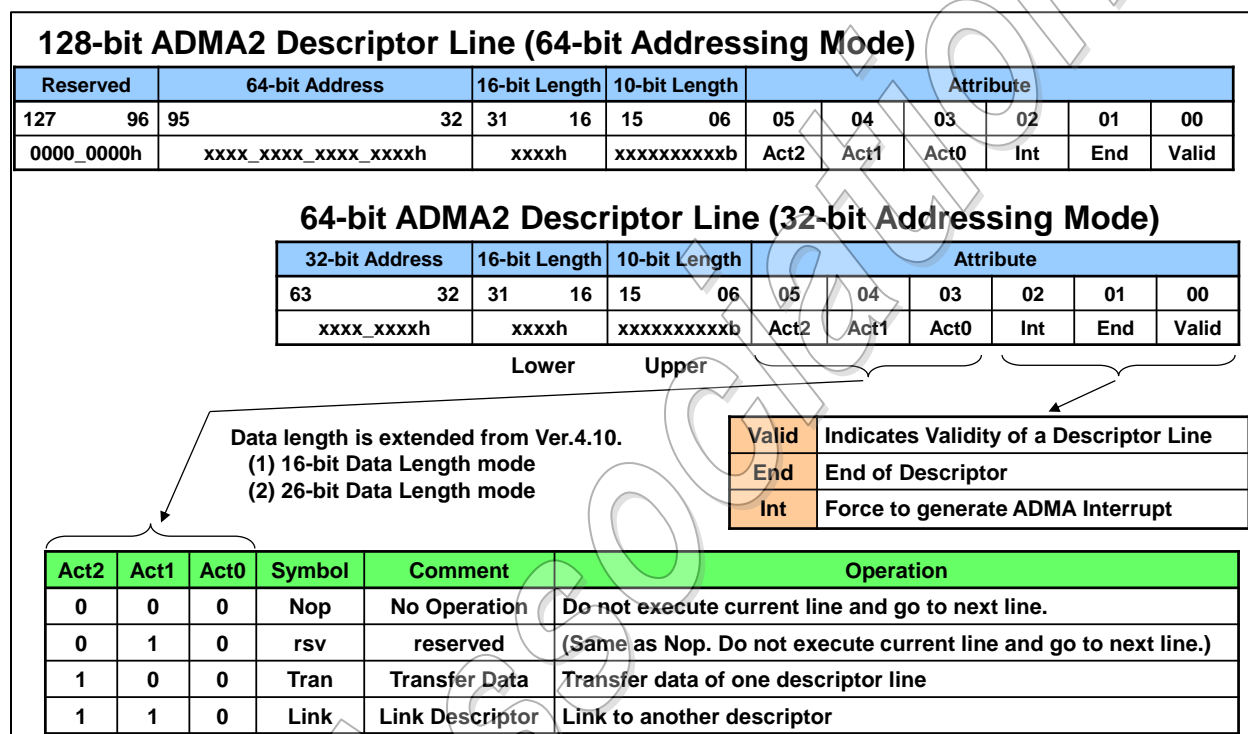 128-bit ADMA2 Descriptor Line (64-bit Addressing Mode)
Reserved 64-bit Address 16-bit Length 10-bit Length Attribute
127 96 95 32 31 16 15 06 05 04 03 02 01 00
0000_0000h xxxx_xxxx_xxxx_xxxxh xxxxh xxxxxxxxxxb Act2 Act1 Act0 Int End Valid
64-bit ADMA2 Descriptor Line (32-bit Addressing Mode)
32-bit Address 16-bit Length 10-bit Length Attribute
63 32 31 16 15 06 05 04 03 02 01 00
xxxx_xxxxh xxxxh xxxxxxxxxxb Act2 Act1 Act0 Int End Valid
Lower Upper
Data length is extended from Ver.4.10.
(1) 16-bit Data Length mode
(2) 26-bit Data Length mode
Valid Indicates Validity of a Descriptor Line
End End of Descriptor
Int Force to generate ADMA Interrupt
Act2 Act1 Act0 Symbol Comment Operation
0 0 0 Nop No Operation Do not execute current line and go to next line.
0 1 0 rsv reserved (Same as Nop. Do not execute current line and go to next line.)
1 0 0 Tran Transfer Data Transfer data of one descriptor line
1 1 0 Link Link Descriptor Link to another descriptor
ssociation